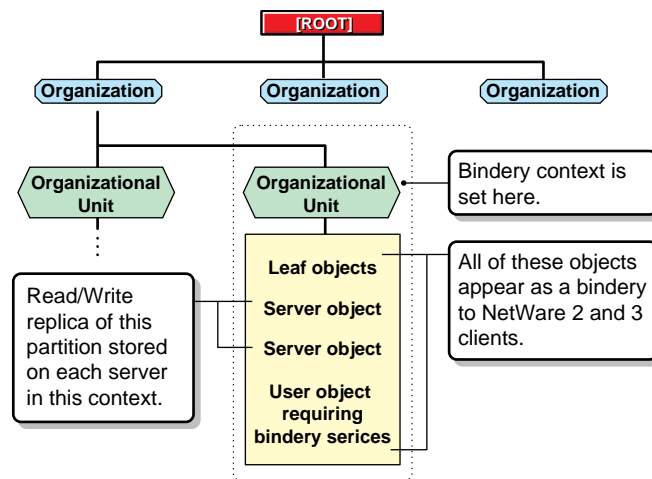 [ROOT]
Organization
Organization
Organization
Organizational
Unit
Organizational
Unit
Bindery context is
set here.
Leaf objects
Server object
Server object
User object
requiring
bindery serices
All of these objects
appear as a bindery
to NetWare 2 and 3
clients.
Read/Write
replica of this
partition stored
on each server
in this context.